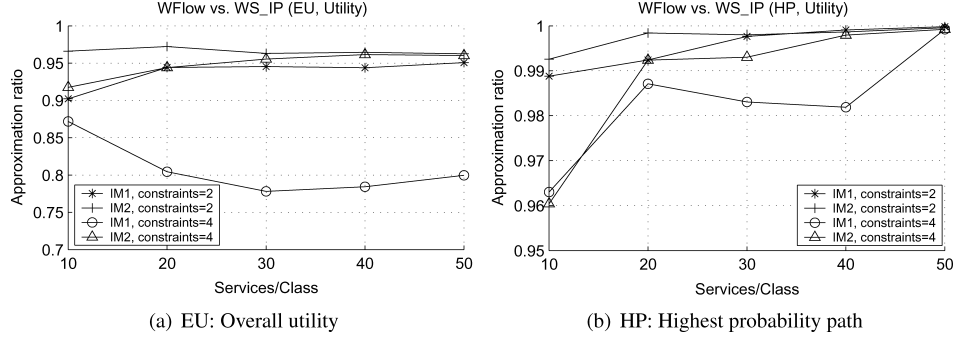 WFlow vs. WS_IP (EU, Utility)
Approximation ratio
1
0.95
0.9
0.85
0.8
0.75
0.7
IM1, constraints=2
IM2, constraints=2
IM1, constraints=4
IM2, constraints=4
10 20 30 40 50
Services/Class
(a) EU: Overall utility
WFlow vs. WS_IP (HP, Utility)
Approximation ratio
1
0.99
0.98
0.97
0.96
0.95
IM1, constraints=2
IM2, constraints=2
IM1, constraints=4
IM2, constraints=4
10 20 30 40 50
Services/Class
(b) HP: Highest probability path